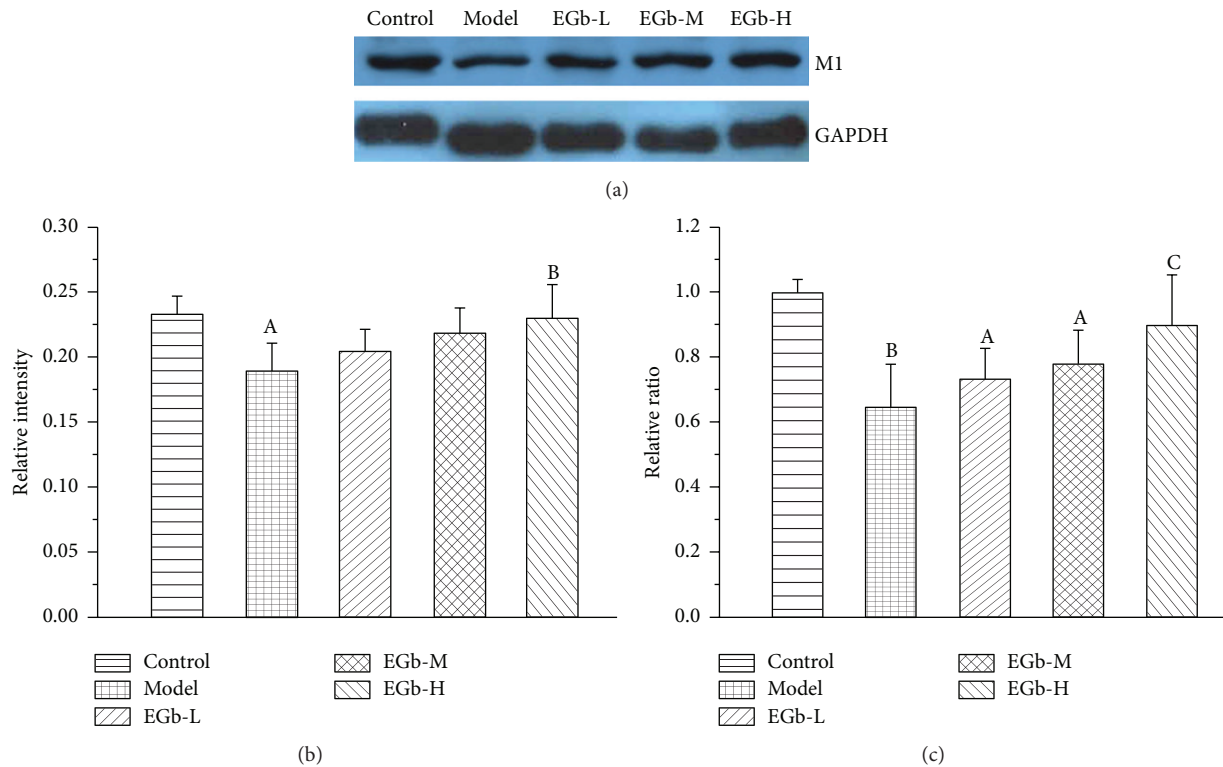 Control Model EGb-L EGb-M EGb-H
M1
GAPDH
(a)
0.30
0.25
0.20
0.15
0.10
0.05
0.00
Relative intensity
A
B
Control
Model
EGb-L
EGb-M
EGb-H
(b)
1.2
1.0
0.8
0.6
0.4
0.2
0.0
Relative ratio
B
A
A
C
Control
Model
EGb-L
EGb-M
EGb-H
(c)